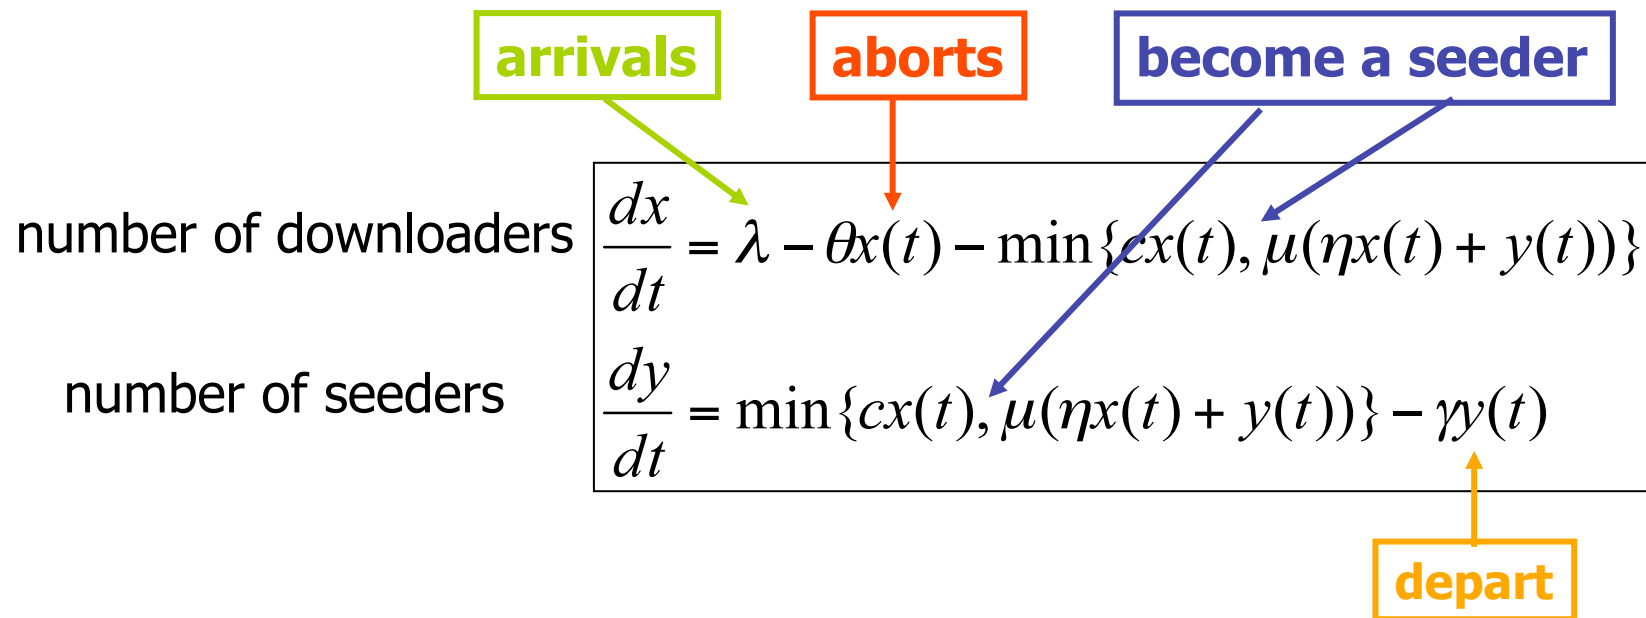 arrivals
aborts
become a seeder
number of downloaders
dx/dt = λ − θx(t) − min{cx(t), μ(ηx(t) + y(t))}
number of seeders
dy/dt = min{cx(t), μ(ηx(t) + y(t))} − γy(t)
depart